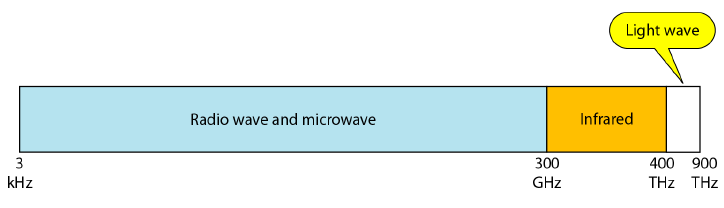 Light wave
Radio wave and microwave
Infrared
3 300 400 900
kHz GHz THz THz